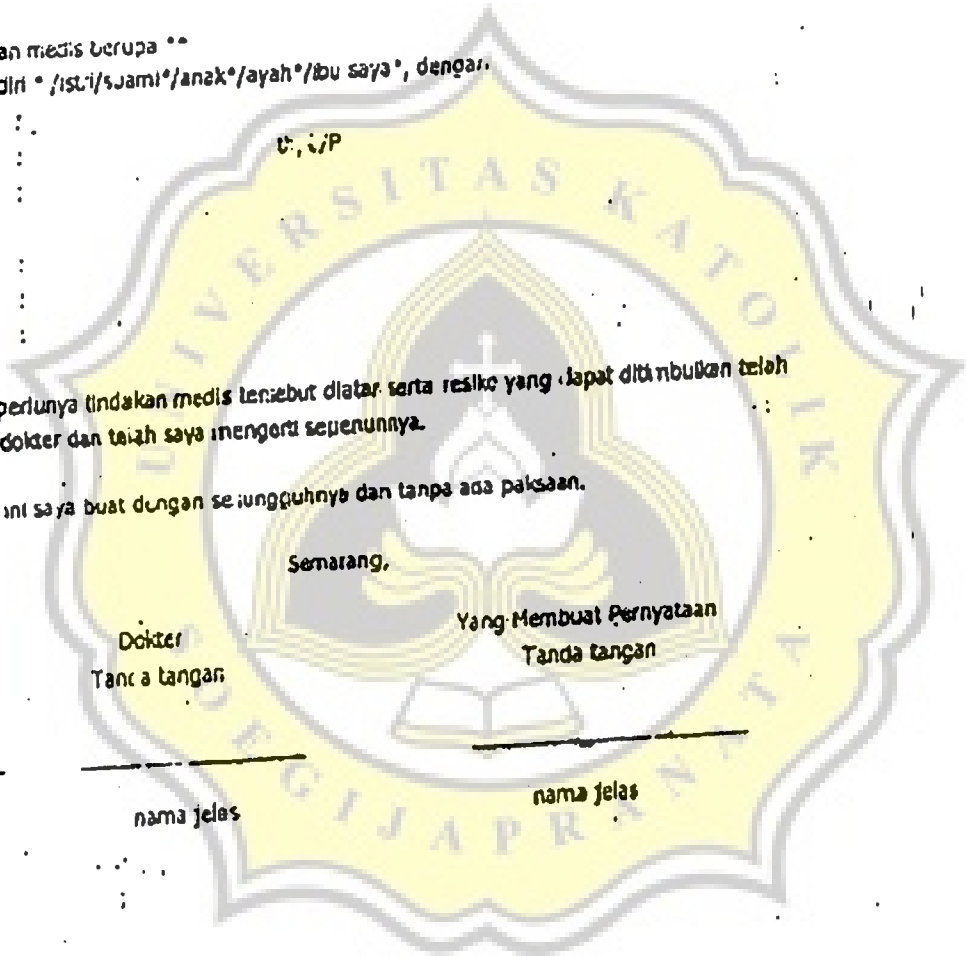 an medis berupa **
diri * /istri/suami*/anak*/ayah*/ibu saya*, dengan
:
:
:
th, L/P
:
:
:
perlunya tindakan medis tersebut diatas serta resiko yang dapat ditimbulkan telah
dokter dan telah saya mengerti sepenuhnya.
ini saya buat dengan sesungguhnya dan tanpa ada paksaan.
Semarang,
Dokter
Tanda tangan
Yang Membuat Pernyataan
Tanda tangan
nama jelas
nama jelas
UNIVERSITAS KATOLIK
SOEGIJAPRANATA